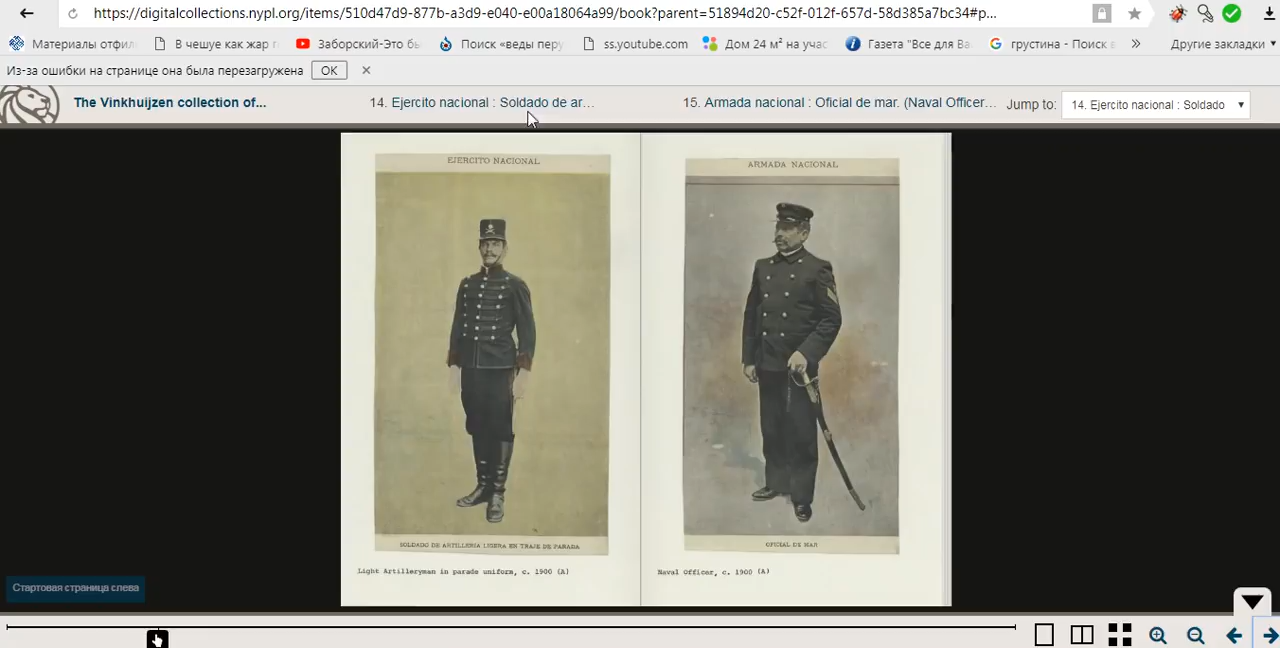 https://digitalcollections.nypl.org/items/510d47d9-877b-a3d9-e040-e00a18064a99/book?parent=51894d20-c52f-012f-657d-58d385a7bc34#p...
Материалы отфил
В чешуе как жар г
Заборский-Это бы
Поиск «веды перу
ss.youtube.com
Дом 24 м² на учас
Газета "Все для Ва
грустина - Поиск в
»
Другие закладки
Из-за ошибки на странице она была перезагружена
OK
The Vinkhuijzen collection of...
14. Ejercito nacional : Soldado de ar...
15. Armada nacional : Oficial de mar. (Naval Officer...
Jump to:
14. Ejercito nacional : Soldado
EJERCITO NACIONAL
ARMADA NACIONAL
SOLDADO DE ARTILLERIA LIGERA EN TRAJE DE PARADA
OFICIAL DE MAR
Light Artilleryman in parade uniform, c. 1900 (A)
Naval Officer, c. 1900 (A)
Стартовая страница слева